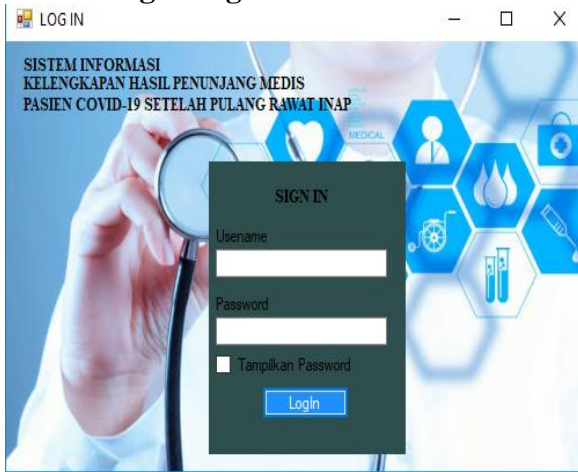 LOG IN
SISTEM INFORMASI
KELENGKAPAN HASIL PENUNJANG MEDIS
PASIEN COVID-19 SETELAH PULANG RAWAT INAP
MEDICAL
SIGN IN
Usename
Password
Tampilkan Password
LogIn